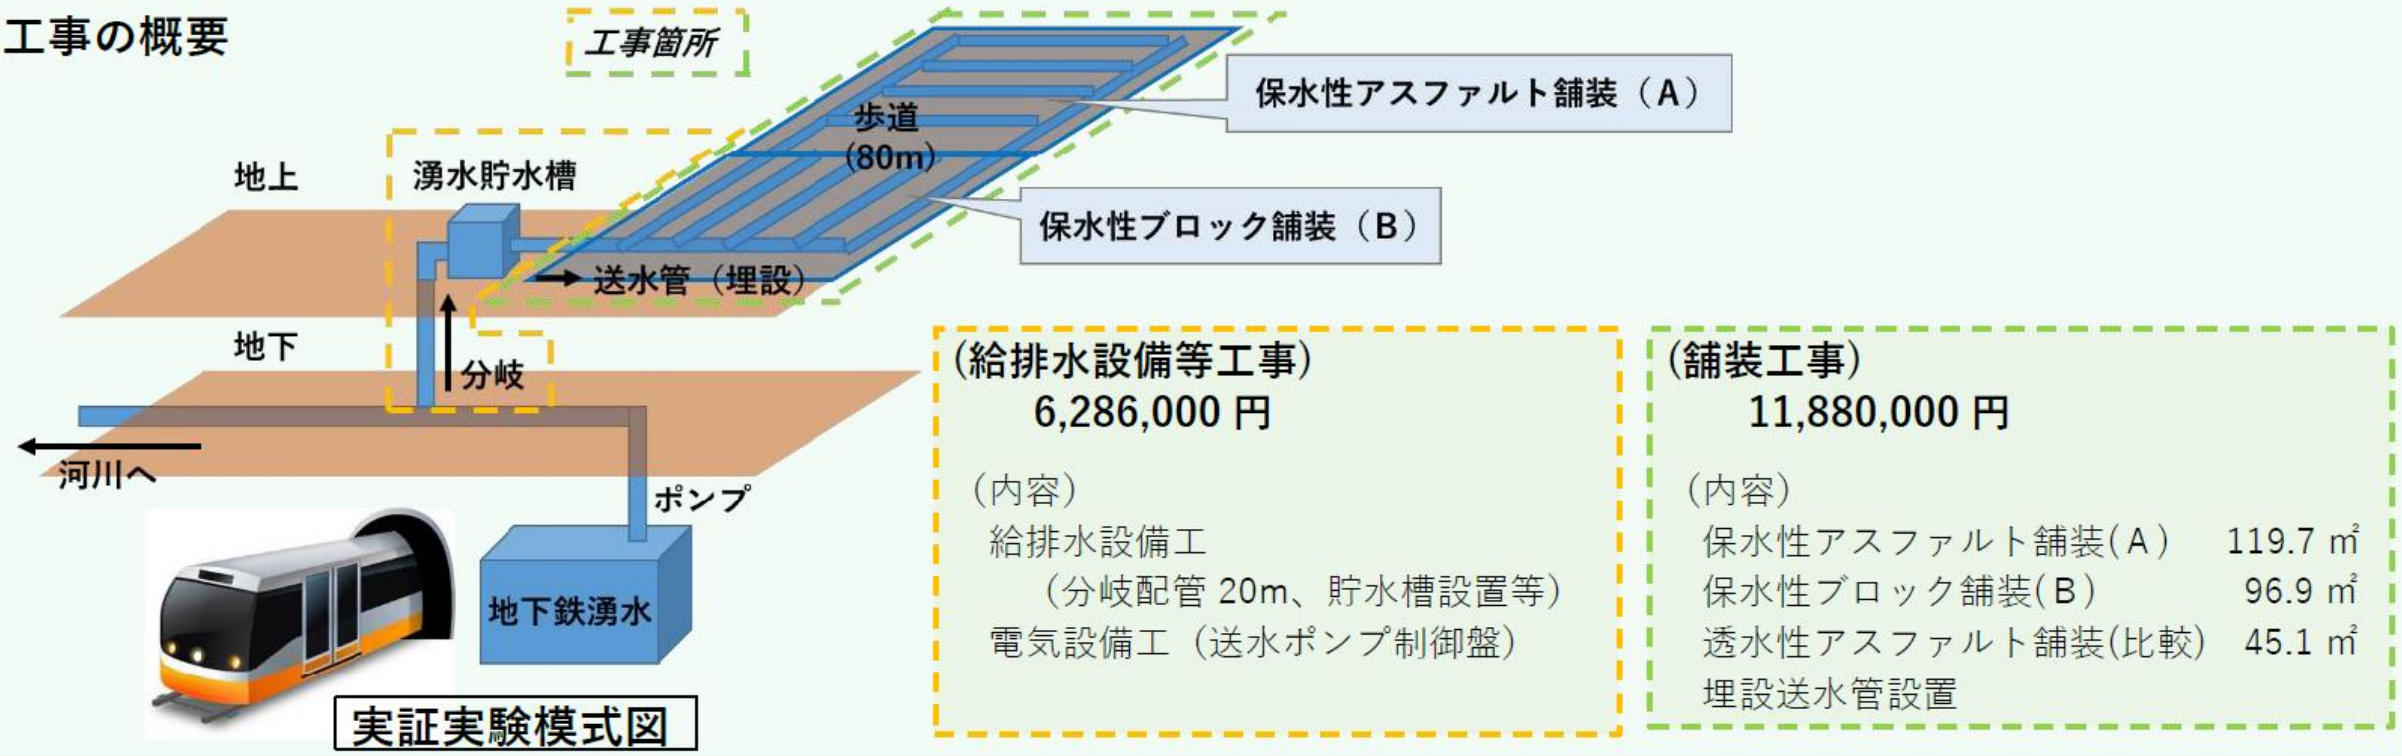 工事の概要
工事箇所
保水性アスファルト舗装（Ａ）
歩道
(80m)
地上
湧水貯水槽
保水性ブロック舗装（Ｂ）
送水管（埋設）
地下
分岐
河川へ
ポンプ
地下鉄湧水
実証実験模式図
(給排水設備等工事)
6,286,000 円
（内容）
給排水設備工
（分岐配管 20m、貯水槽設置等）
電気設備工（送水ポンプ制御盤）
(舗装工事)
11,880,000 円
（内容）
保水性アスファルト舗装(Ａ) 119.7 ㎡
保水性ブロック舗装(Ｂ) 96.9 ㎡
透水性アスファルト舗装(比較) 45.1 ㎡
埋設送水管設置